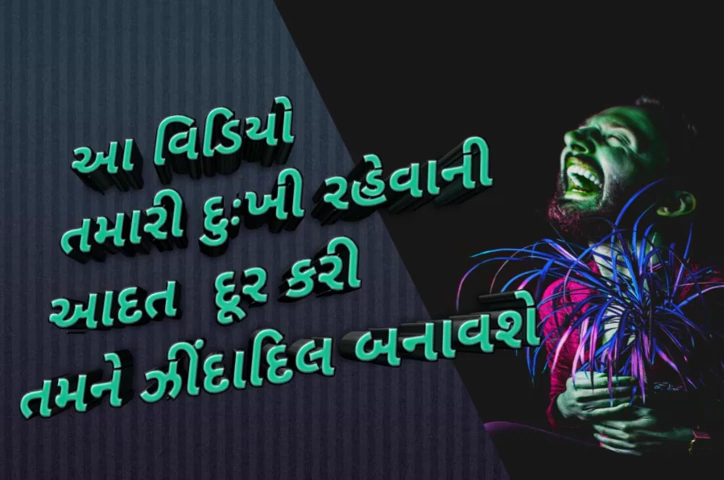 આ વિડિયો
તમારી દુઃખી રહેવાની
આદત દૂર કરી
તમને ઝીંદાદિલ બનાવશે